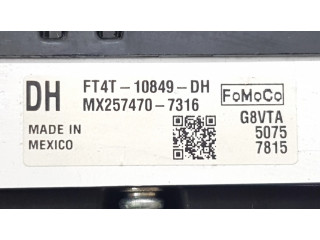 DH
FT4T-10849-DH
MX257470-7316
FoMoCo
MADE IN
MEXICO
G8VTA
5075
7815